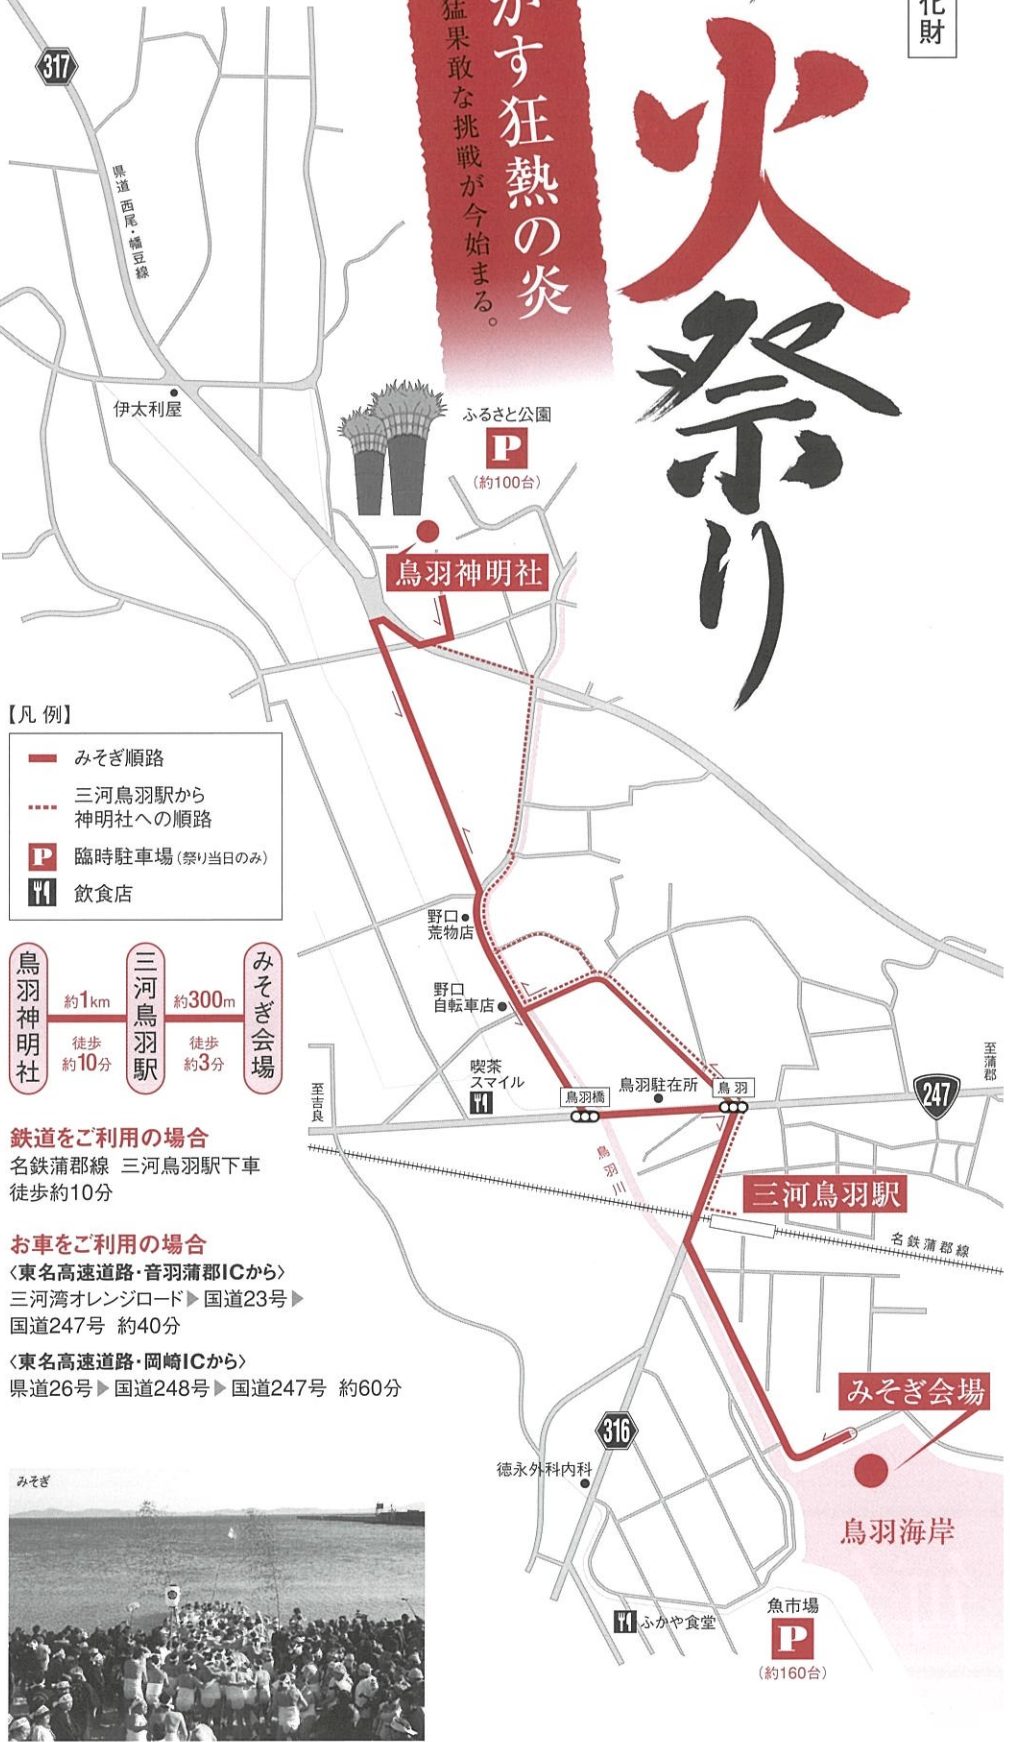 化財
火祭り
がす狂熱の炎
猛果敢な挑戦が今始まる。
317
県道 西尾・幡豆線
伊太利屋
ふるさと公園
P
(約100台)
鳥羽神明社
【凡 例】
みそぎ順路
三河鳥羽駅から
神明社への順路
P 臨時駐車場(祭り当日のみ)
飲食店
鳥羽神明社
約1km
徒歩
約10分
三河鳥羽駅
約300m
徒歩
約3分
みそぎ会場
野口
荒物店
野口
自転車店
喫茶
スマイル
鳥羽橋
鳥羽駐在所
鳥 羽
247
至蒲郡
至吉良
鳥羽川
三河鳥羽駅
名鉄蒲郡線
鉄道をご利用の場合
名鉄蒲郡線 三河鳥羽駅下車
徒歩約10分
お車をご利用の場合
〈東名高速道路・音羽蒲郡ICから〉
三河湾オレンジロード▶国道23号▶
国道247号 約40分
〈東名高速道路・岡崎ICから〉
県道26号▶国道248号▶国道247号 約60分
みそぎ会場
316
徳永外科内科
鳥羽海岸
ふかや食堂
魚市場
P
(約160台)
みそぎ